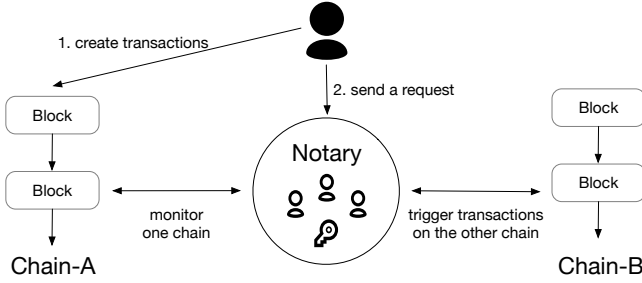 1. create transactions
2. send a request
Block
Block
Notary
Block
Block
monitor
one chain
trigger transactions
on the other chain
Chain-A
Chain-B